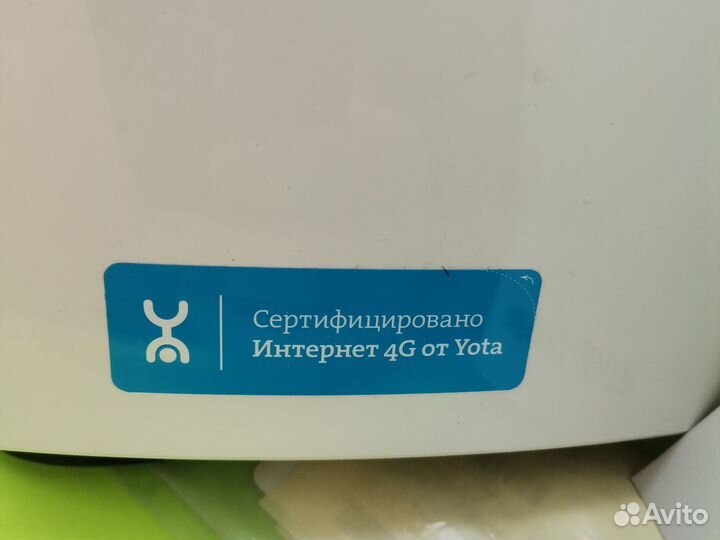 Сертифицировано
Интернет 4G от Yota
Avito